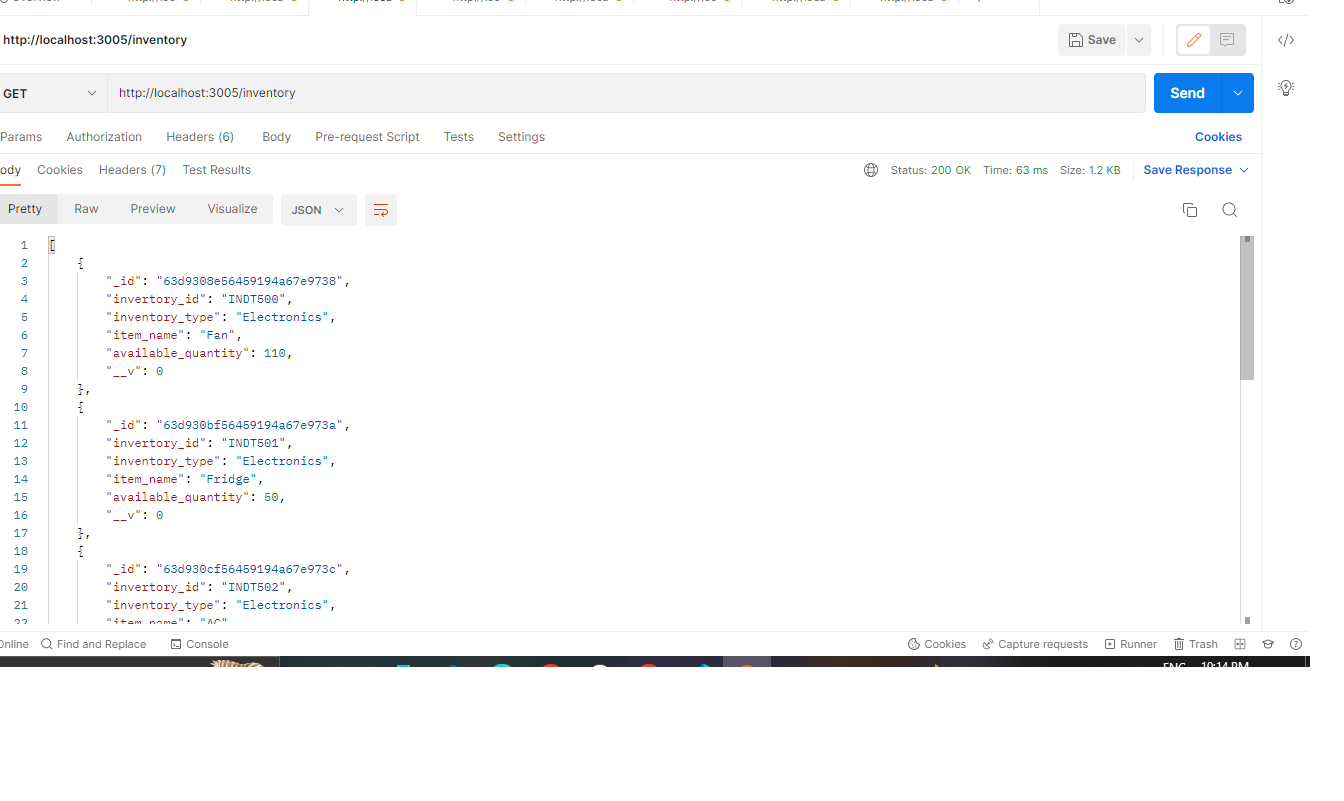 http://localhost:3005/inventory
Save
GET
http://localhost:3005/inventory
Send
Params Authorization Headers (6) Body Pre-request Script Tests Settings
Cookies
ody Cookies Headers (7) Test Results
Status: 200 OK Time: 63 ms Size: 1.2 KB
Save Response
Pretty Raw Preview Visualize JSON
1 [
2 {
3 "_id": "63d9308e56459194a67e9738",
4 "invertory_id": "INDT500",
5 "inventory_type": "Electronics",
6 "item_name": "Fan",
7 "available_quantity": 110,
8 "__v": 0
9 },
10 {
11 "_id": "63d930bf56459194a67e973a",
12 "invertory_id": "INDT501",
13 "inventory_type": "Electronics",
14 "item_name": "Fridge",
15 "available_quantity": 50,
16 "__v": 0
17 },
18 {
19 "_id": "63d930cf56459194a67e973c",
20 "invertory_id": "INDT502",
21 "inventory_type": "Electronics",
22 "item_name": "AC"
Online Find and Replace Console
Cookies Capture requests Runner Trash
ENG 10:14 PM